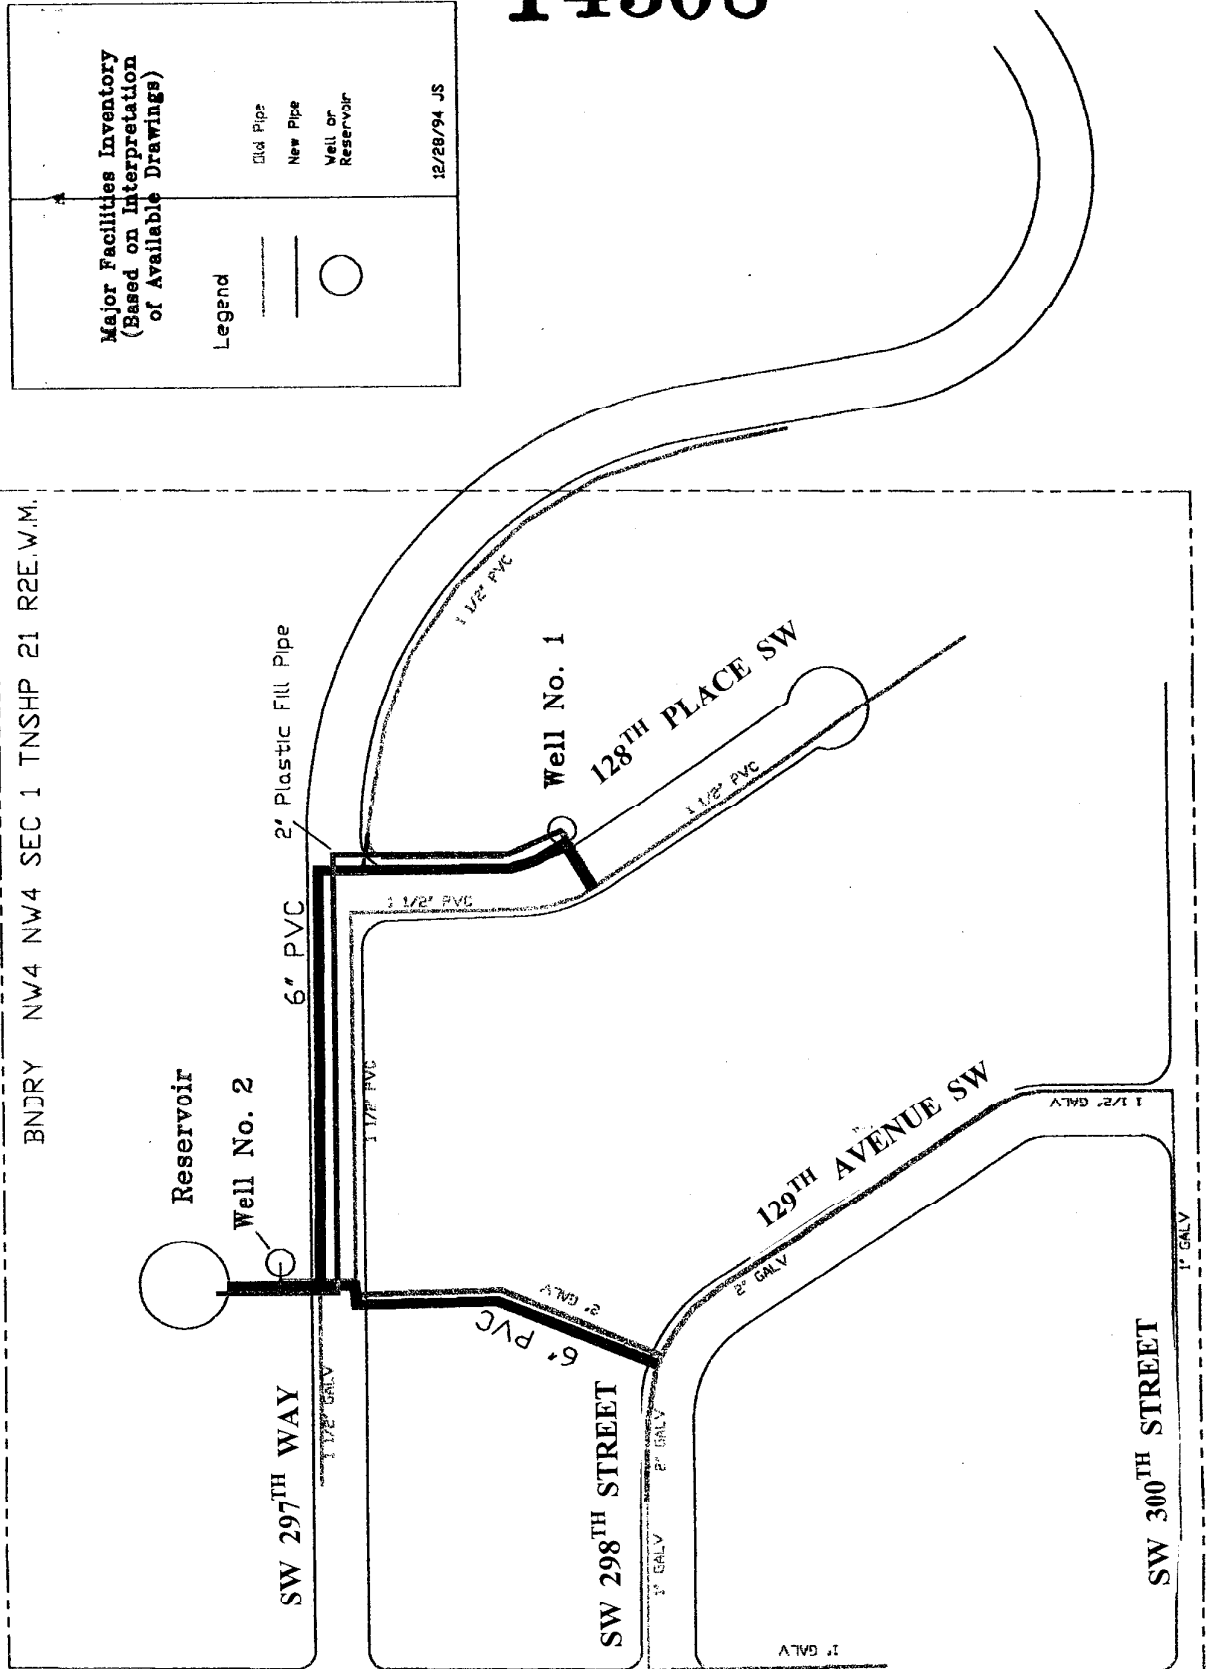 Major Facilities Inventory
(Based on Interpretation
of Available Drawings)
Legend
Old Pipe
New Pipe
Well or
Reservoir
12/28/94 JS
BNDRY NW4 NW4 SEC 1 TNSHP 21 R2E.W.M.
Reservoir
Well No. 2
6" PVC
2" Plastic Fill Pipe
1 1/2" PVC
Well No. 1
128TH PLACE SW
1 1/2" PVC
1 1/2" PVC
1 1/2" PVC
SW 297TH WAY
1 1/2" GALV
6" PVC
2" GALV
SW 298TH STREET
2" GALV
1" GALV
129TH AVENUE SW
2" GALV
1 1/2" GALV
1" GALV
SW 300TH STREET
1" GALV